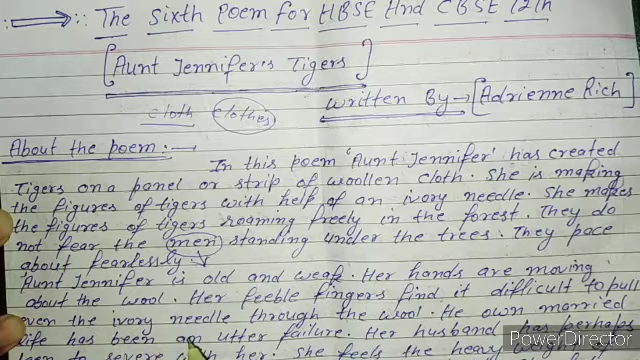 The Sixth Poem for HBSE And CBSE 12th
[Aunt Jennifer's Tigers]
cloth clothes written By → [Adrienne Rich]
About the poem :-
In this poem 'Aunt Jennifer' has created
Tigers on a panel or strip of woollen cloth. She is making
the figures of tigers with help of an ivory needle. She makes
the figures of tigers roaming freely in the forest. They do
not fear the men standing under the trees. They pace
about fearlessly.
Aunt Jennifer is old and weak. Her hands are moving
about the wool. Her feeble fingers find it difficult to pull
even the ivory needle through the wool. He own married
life has been an utter failure. Her husband has perhaps
been to severe with her. She feels the heavy weight of
PowerDirector